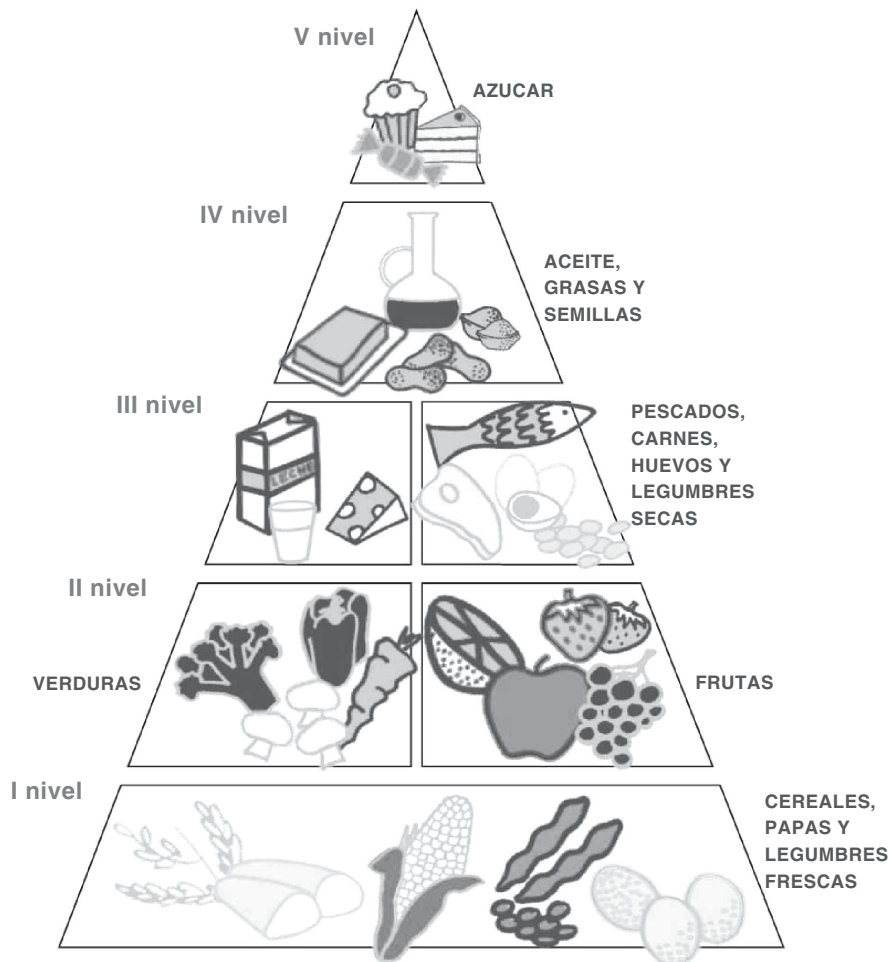 V nivel
AZUCAR
IV nivel
ACEITE,
GRASAS Y
SEMILLAS
III nivel
LECHE
PESCADOS,
CARNES,
HUEVOS Y
LEGUMBRES
SECAS
II nivel
VERDURAS
FRUTAS
I nivel
CEREALES,
PAPAS Y
LEGUMBRES
FRESCAS